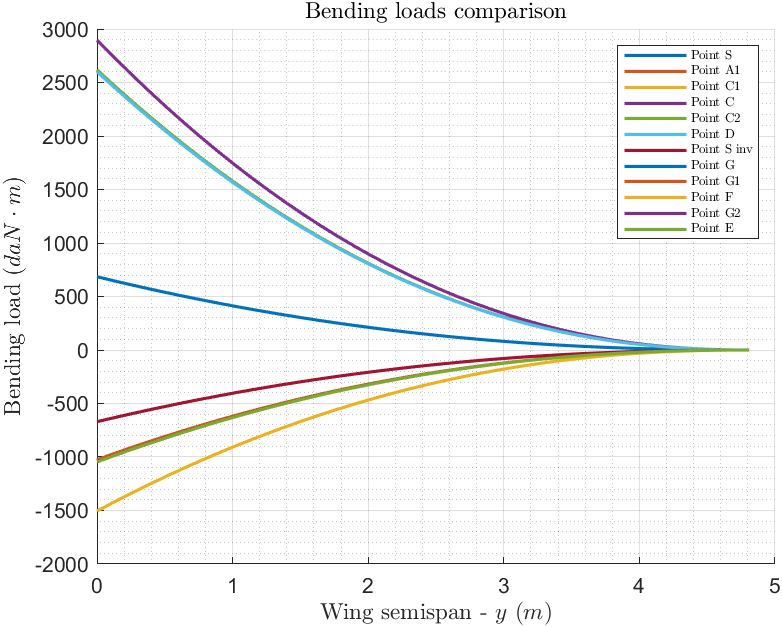 Bending loads comparison
3000
2500
2000
1500
1000
500
0
-500
-1000
-1500
-2000
Bending load (daN · m)
Point S
Point A1
Point C1
Point C
Point C2
Point D
Point S inv
Point G
Point G1
Point F
Point G2
Point E
0 1 2 3 4 5
Wing semispan - y (m)